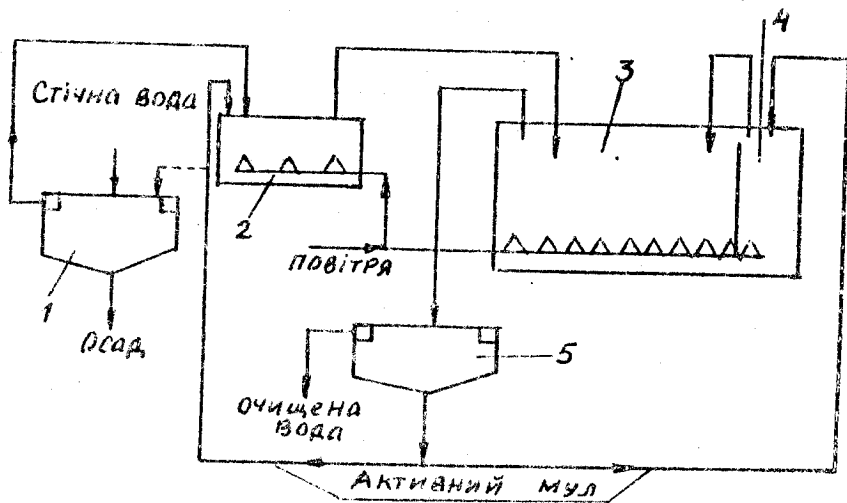 4
3
Стічна вода
2
повітря
1
Осад
5
очищена
вода
Активний мул